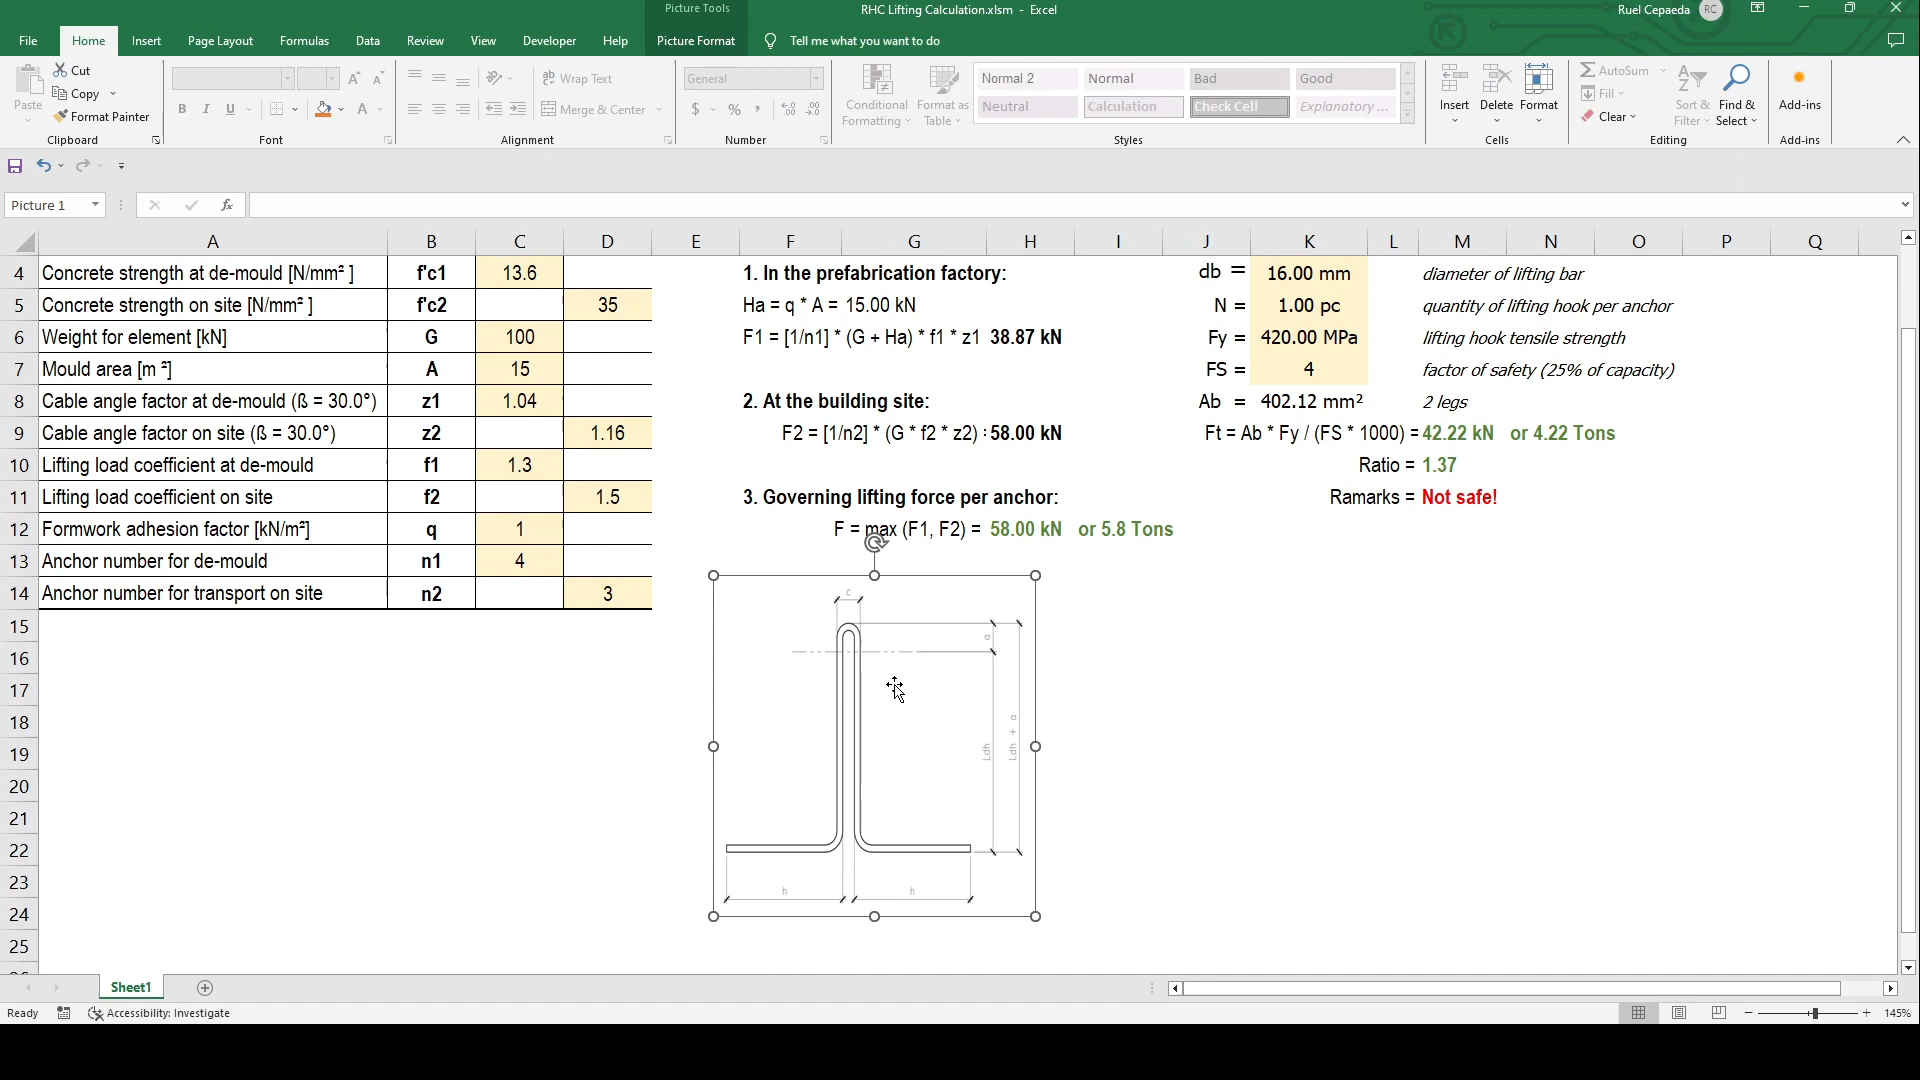 Picture Tools
RHC Lifting Calculation.xlsm - Excel
Ruel Cepaeda RC
File Home Insert Page Layout Formulas Data Review View Developer Help Picture Format Tell me what you want to do
Paste
Cut
Copy
Format Painter
Clipboard
B I U
A
Font
ab Wrap Text
Merge & Center
Alignment
General
$ % ,
Number
Conditional Formatting
Format as Table
Normal 2 Normal Bad Good
Neutral Calculation Check Cell Explanatory ...
Styles
Insert Delete Format
Cells
AutoSum
Fill
Clear
Sort & Filter
Find & Select
Editing
Add-ins
Add-ins
Picture 1 fx
A B C D E F G H I J K L M N O P Q
4 Concrete strength at de-mould [N/mm² ] f'c1 13.6 1. In the prefabrication factory: db = 16.00 mm diameter of lifting bar
5 Concrete strength on site [N/mm² ] f'c2 35 Ha = q * A = 15.00 kN N = 1.00 pc quantity of lifting hook per anchor
6 Weight for element [kN] G 100 F1 = [1/n1] * (G + Ha) * f1 * z1 38.87 kN Fy = 420.00 MPa lifting hook tensile strength
7 Mould area [m ²] A 15 FS = 4 factor of safety (25% of capacity)
8 Cable angle factor at de-mould (ß = 30.0°) z1 1.04 2. At the building site: Ab = 402.12 mm² 2 legs
9 Cable angle factor on site (ß = 30.0°) z2 1.16 F2 = [1/n2] * (G * f2 * z2) : 58.00 kN Ft = Ab * Fy / (FS * 1000) = 42.22 kN or 4.22 Tons
10 Lifting load coefficient at de-mould f1 1.3 Ratio = 1.37
11 Lifting load coefficient on site f2 1.5 3. Governing lifting force per anchor: Ramarks = Not safe!
12 Formwork adhesion factor [kN/m²] q 1 F = max (F1, F2) = 58.00 kN or 5.8 Tons
13 Anchor number for de-mould n1 4
14 Anchor number for transport on site n2 3
15
16
17
18
19
20
21
22
23
24
25
c
a
Ldh
Ldh + a
h h
Sheet1
Ready Accessibility: Investigate 145%